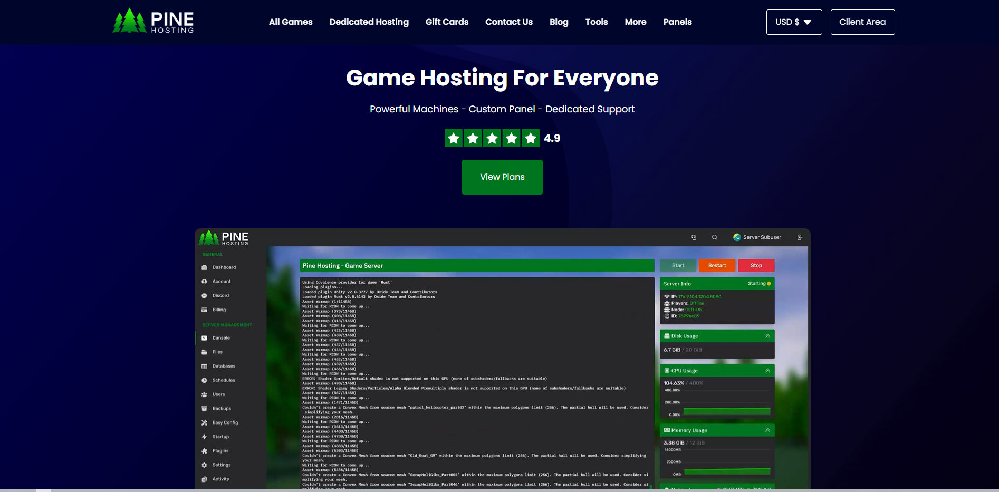 PINE
HOSTING
All Games
Dedicated Hosting
Gift Cards
Contact Us
Blog
Tools
More
Panels
USD $
Client Area
Game Hosting For Everyone
Powerful Machines - Custom Panel - Dedicated Support
4.9
View Plans
PINE
HOSTING
Server Subuser
GENERAL
Dashboard
Account
Discord
Billing
SERVER MANAGEMENT
Console
Files
Databases
Schedules
Users
Backups
Easy Config
Startup
Plugins
Settings
Activity
Pine Hosting - Game Server
Using Covalence provider for game 'Rust'
Loading plugins...
Loaded plugin Unity v2.0.3777 by Oxide Team and Contributors
Loaded plugin Rust v2.0.6143 by Oxide Team and Contributors
Asset Warmup (1/11458)
Waiting for RCON to come up...
Asset Warmup (373/11458)
Asset Warmup (408/11458)
Asset Warmup (413/11458)
Waiting for RCON to come up...
Asset Warmup (423/11458)
Asset Warmup (430/11458)
Waiting for RCON to come up...
Asset Warmup (437/11458)
Asset Warmup (444/11458)
Waiting for RCON to come up...
Asset Warmup (452/11458)
Asset Warmup (459/11458)
Asset Warmup (466/11458)
Waiting for RCON to come up...
ERROR: Shader Sprites/Default shader is not supported on this GPU (none of subshaders/fallbacks are suitable)
Asset Warmup (498/11458)
ERROR: Shader Legacy Shaders/Particles/Alpha Blended Premultiply shader is not supported on this GPU (none of subshaders/fallbacks are suitable)
Asset Warmup (867/11458)
Waiting for RCON to come up...
Asset Warmup (1471/11458)
Couldn't create a Convex Mesh from source mesh "patrol_helicopter_part02" within the maximum polygons limit (256). The partial hull will be used. Consider
simplifying your mesh.
Asset Warmup (2816/11458)
Waiting for RCON to come up...
Asset Warmup (3613/11458)
Asset Warmup (4488/11458)
Asset Warmup (4780/11458)
Waiting for RCON to come up...
Asset Warmup (4883/11458)
Asset Warmup (5303/11458)
Couldn't create a Convex Mesh from source mesh "Old_Boat_GM" within the maximum polygons limit (256). The partial hull will be used. Consider simplifying
your mesh.
Waiting for RCON to come up...
Asset Warmup (5436/11458)
Couldn't create a Convex Mesh from source mesh "ScrapHeliGibs_Part002" within the maximum polygons limit (256). The partial hull will be used. Consider si
mplifying your mesh.
Couldn't create a Convex Mesh from source mesh "ScrapHeliGibs_Part046" within the maximum polygons limit (256). The partial hull will be used. Consider si
mplifying your mesh.
Start
Restart
Stop
Server Info
Starting
IP: 176.9.104.120:28090
Players: Offline
Node: GER-05
ID: 7699ac89
Disk Usage
6.7 GiB / 20 GiB
CPU Usage
104.63% / 400%
400.00%
200.00%
0.00%
Memory Usage
3.38 GiB / 12 GiB
14000MB
7000MB
0MB
Network